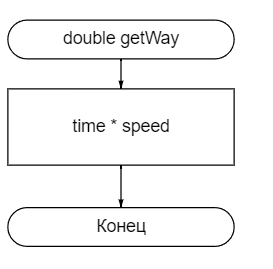 double getWay
time * speed
Конец